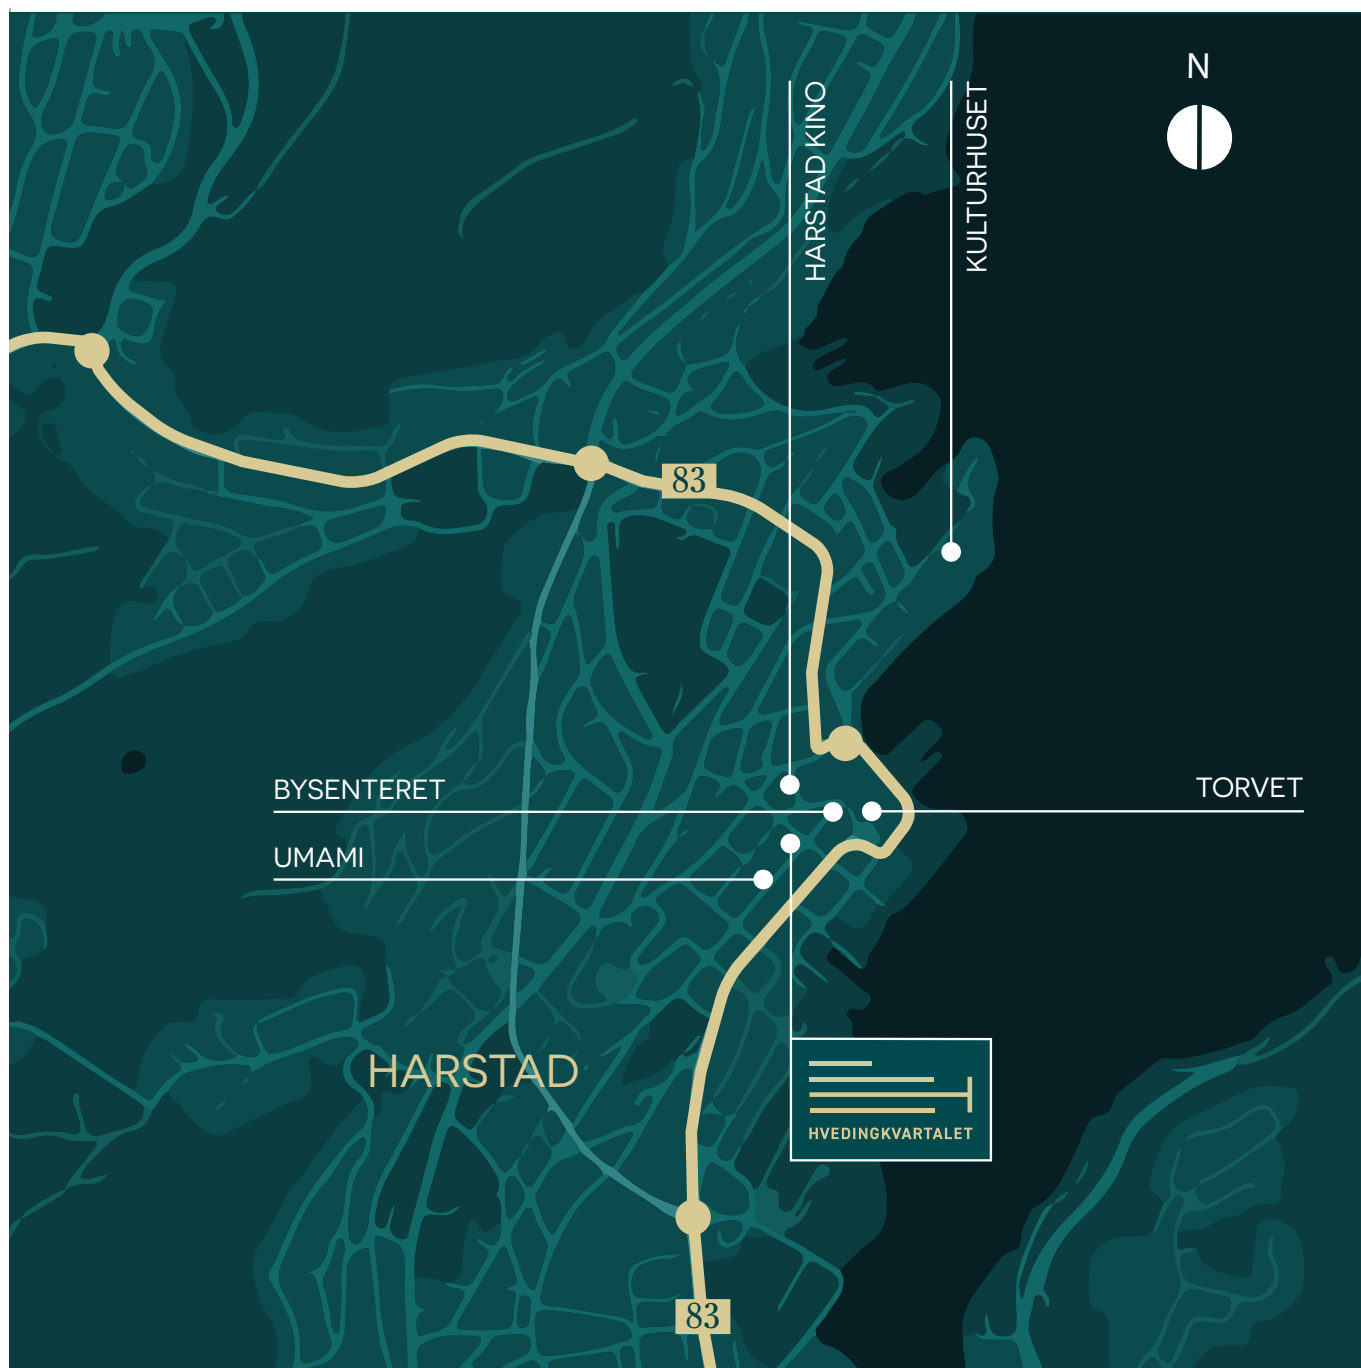 N
HARSTAD KINO
KULTURHUSET
83
BYSENTERET
TORVET
UMAMI
HARSTAD
HVEDINGKVARTALET
83